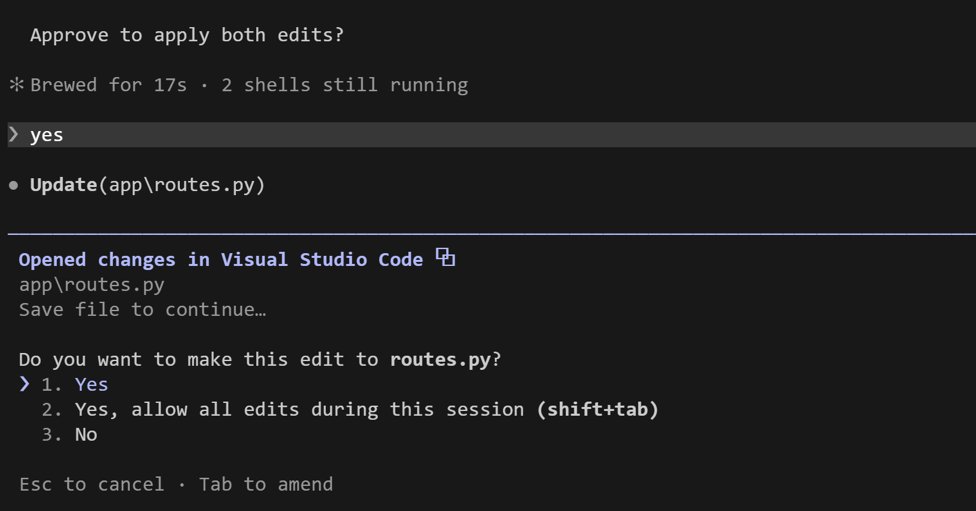 Approve to apply both edits?
✻ Brewed for 17s · 2 shells still running
❯ yes
● Update(app\routes.py)
Opened changes in Visual Studio Code ⧉
app\routes.py
Save file to continue…
Do you want to make this edit to routes.py?
❯ 1. Yes
2. Yes, allow all edits during this session (shift+tab)
3. No
Esc to cancel · Tab to amend